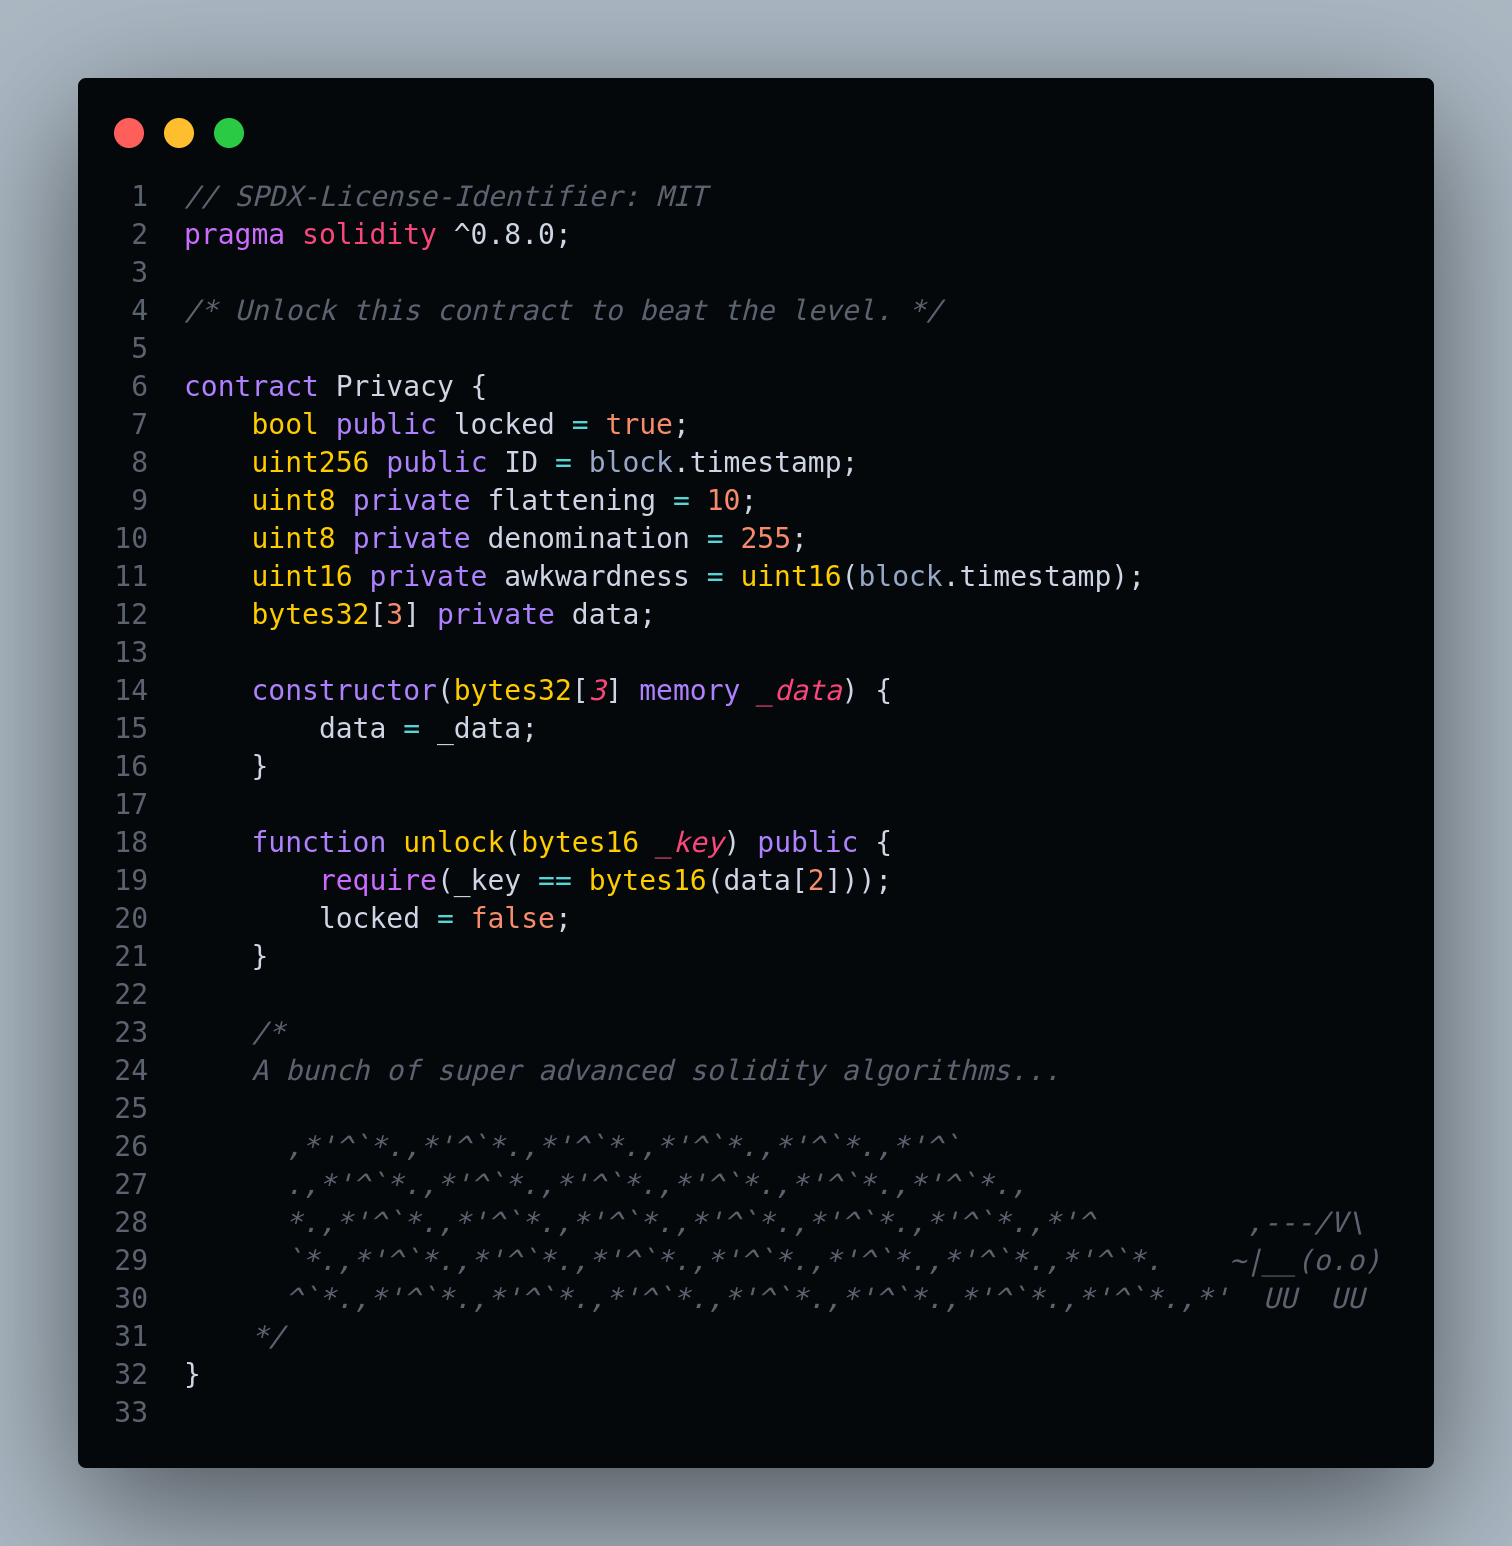 1 // SPDX-License-Identifier: MIT
2 pragma solidity ^0.8.0;
3
4 /* Unlock this contract to beat the level. */
5
6 contract Privacy {
7     bool public locked = true;
8     uint256 public ID = block.timestamp;
9     uint8 private flattening = 10;
10     uint8 private denomination = 255;
11     uint16 private awkwardness = uint16(block.timestamp);
12     bytes32[3] private data;
13
14     constructor(bytes32[3] memory _data) {
15         data = _data;
16     }
17
18     function unlock(bytes16 _key) public {
19         require(_key == bytes16(data[2]));
20         locked = false;
21     }
22
23     /*
24     A bunch of super advanced solidity algorithms...
25
26       ,*'^`*.,*'^`*.,*'^`*.,*'^`*.,*'^`*.,*'^`
27       .,*'^`*.,*'^`*.,*'^`*.,*'^`*.,*'^`*.,*'^`*.,
28       *.,*'^`*.,*'^`*.,*'^`*.,*'^`*.,*'^`*.,*'^`*.,*'^         ,---/V\
29       `*.,*'^`*.,*'^`*.,*'^`*.,*'^`*.,*'^`*.,*'^`*.,*'^`*.    ~|__(o.o)
30       ^`*.,*'^`*.,*'^`*.,*'^`*.,*'^`*.,*'^`*.,*'^`*.,*'^`*.,*'  UU  UU
31     */
32 }
33